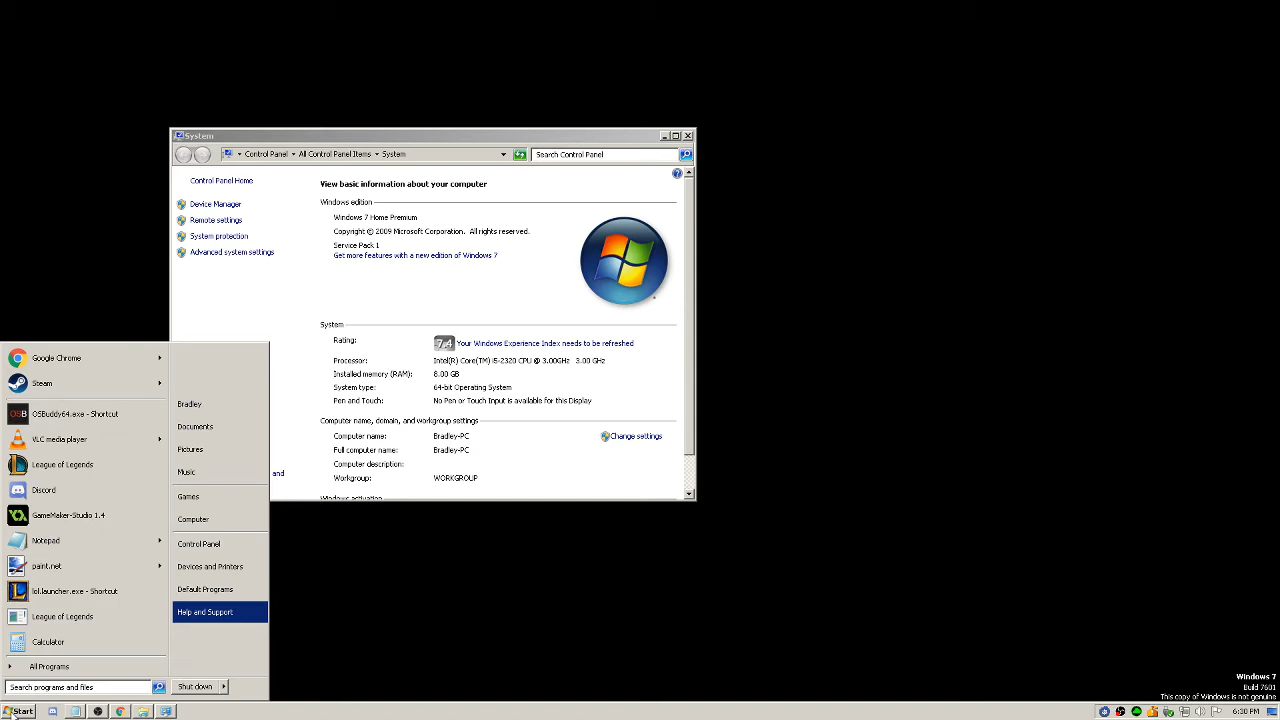 System
Control Panel
All Control Panel Items
System
Search Control Panel
Control Panel Home
Device Manager
Remote settings
System protection
Advanced system settings
and
View basic information about your computer
Windows edition
Windows 7 Home Premium
Copyright © 2009 Microsoft Corporation. All rights reserved.
Service Pack 1
Get more features with a new edition of Windows 7
System
Rating:
7.4 Your Windows Experience Index needs to be refreshed
Processor: Intel(R) Core(TM) i5-2320 CPU @ 3.00GHz 3.00 GHz
Installed memory (RAM): 8.00 GB
System type: 64-bit Operating System
Pen and Touch: No Pen or Touch Input is available for this Display
Computer name, domain, and workgroup settings
Computer name: Bradley-PC
Change settings
Full computer name: Bradley-PC
Computer description:
Workgroup: WORKGROUP
Windows activation
Google Chrome
Steam
OSB OSBuddy64.exe - Shortcut
VLC media player
League of Legends
Discord
GameMaker-Studio 1.4
Notepad
paint.net
lol.launcher.exe - Shortcut
League of Legends
Calculator
All Programs
Search programs and files
Bradley
Documents
Pictures
Music
Games
Computer
Control Panel
Devices and Printers
Default Programs
Help and Support
Shut down
Windows 7
Build 7601
This copy of Windows is not genuine
Start
6:30 PM